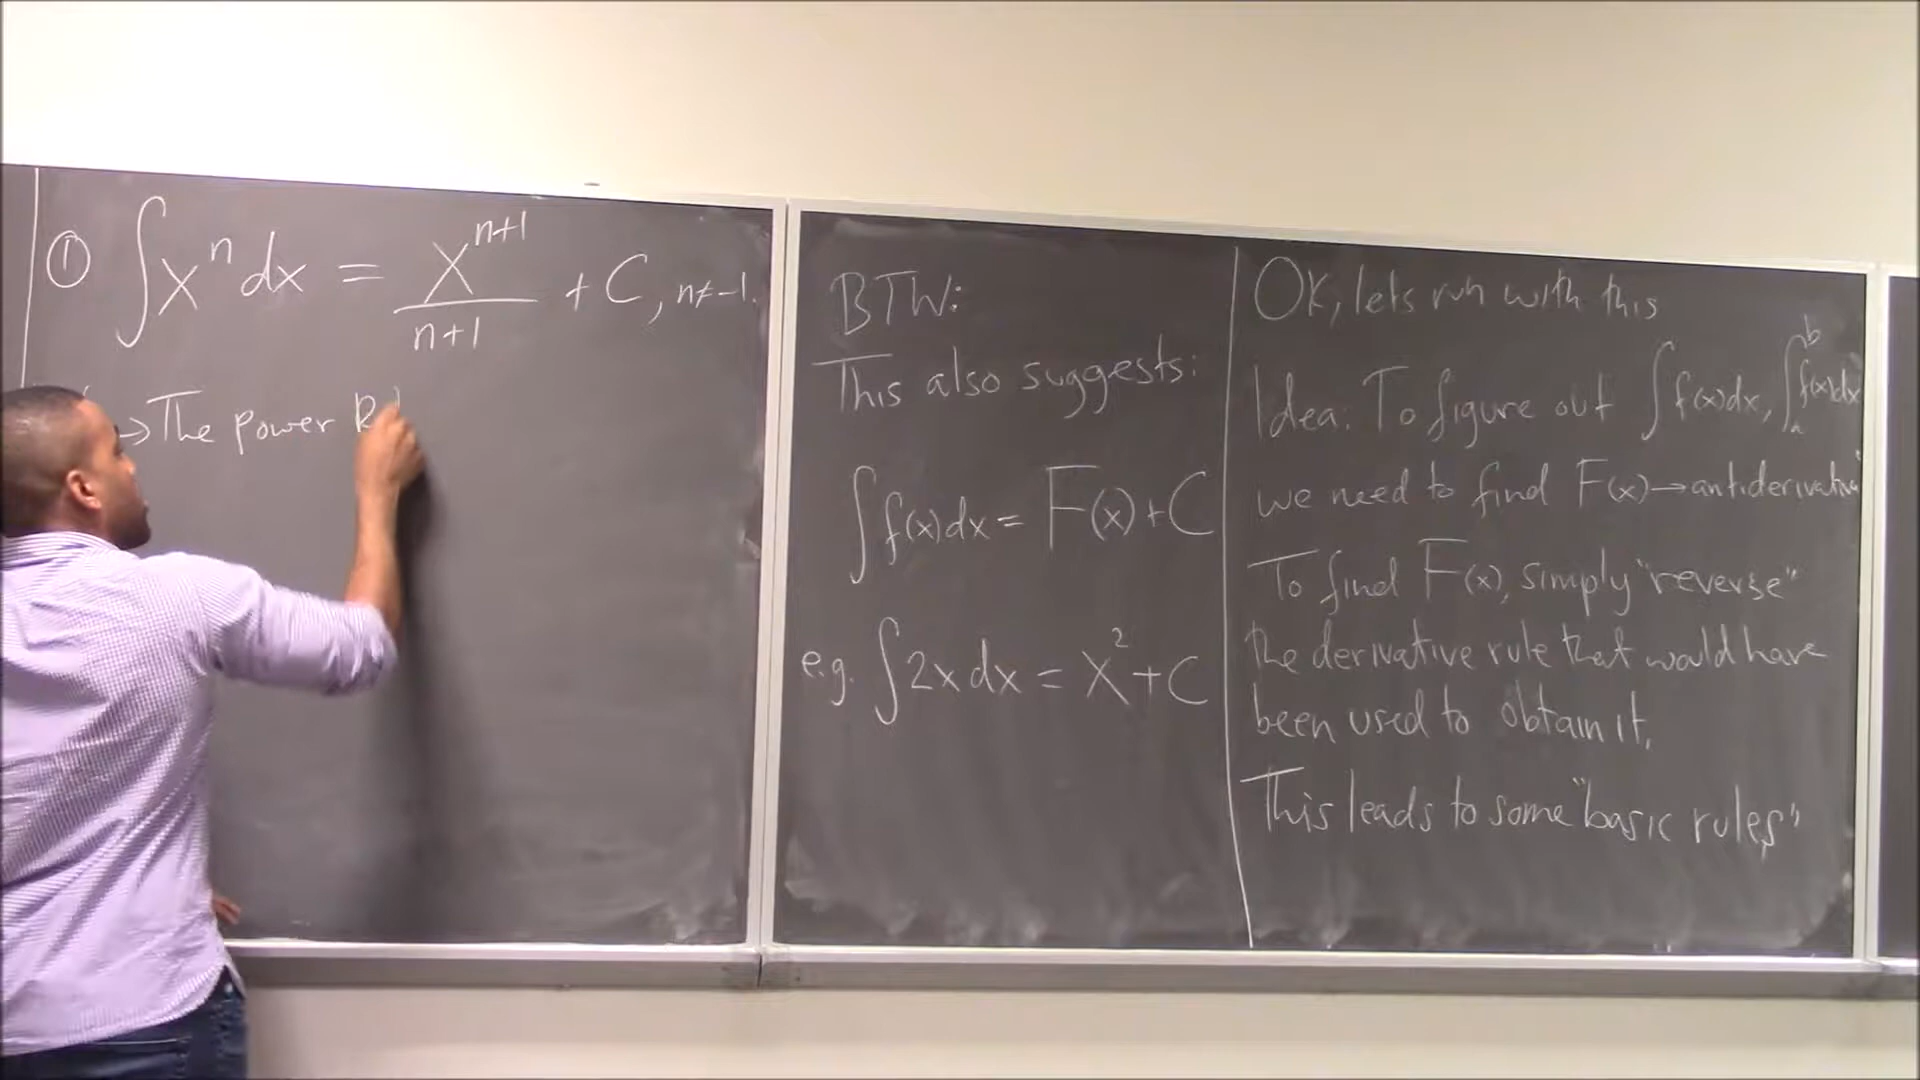 ① ∫xⁿdx = xⁿ⁺¹/(n+1) + C, n≠-1.
→The power
BTW:
This also suggests:
∫f(x)dx = F(x)+C
e.g. ∫2xdx = x²+C
OK, lets run with this
Idea: To figure out ∫f(x)dx, ∫ₐᵇf(x)dx
we need to find F(x)→antiderivative
To find F(x), simply "reverse"
the derivative rule that would have
been used to obtain it.
This leads to some "basic rules"